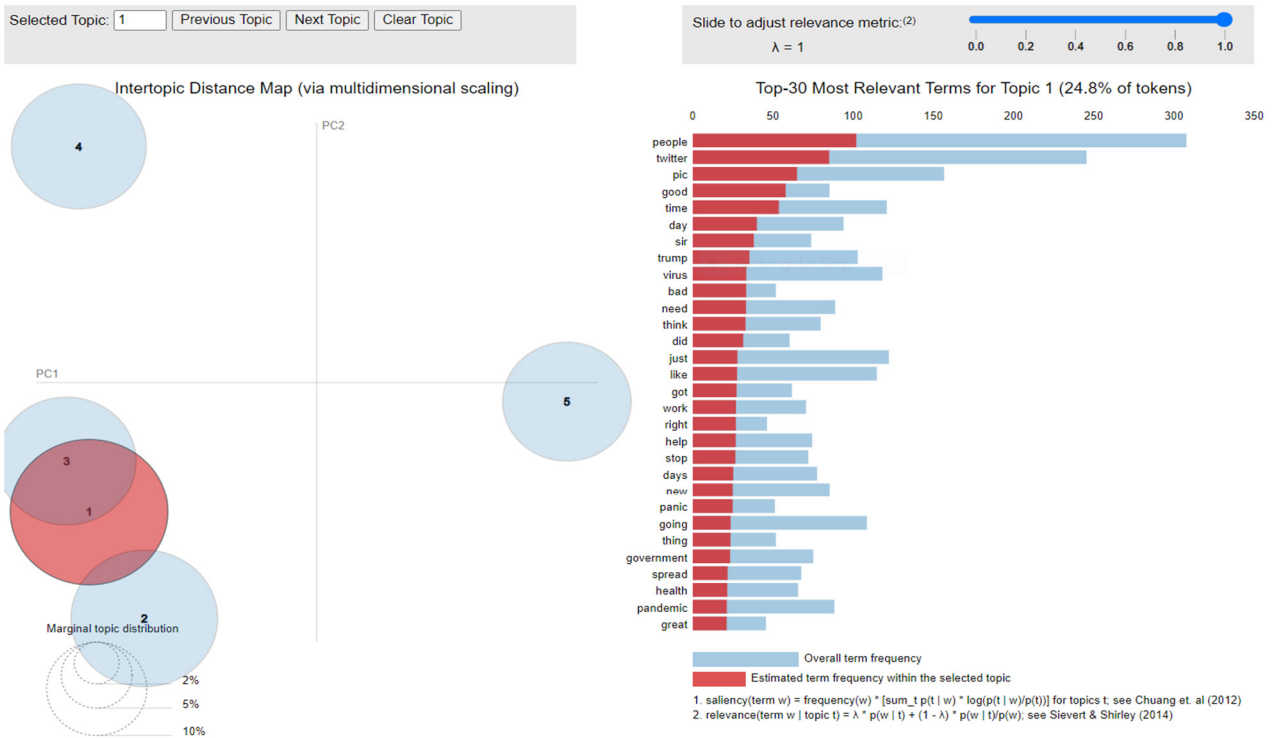 Selected Topic: 1 Previous Topic Next Topic Clear Topic
Slide to adjust relevance metric:(2)
λ = 1
0.0 0.2 0.4 0.6 0.8 1.0
Intertopic Distance Map (via multidimensional scaling)
PC2
PC1
4
5
3
1
2
Marginal topic distribution
2%
5%
10%
Top-30 Most Relevant Terms for Topic 1 (24.8% of tokens)
0 50 100 150 200 250 300 350
people
twitter
pic
good
time
day
sir
trump
virus
bad
need
think
did
just
like
got
work
right
help
stop
days
new
panic
going
thing
government
spread
health
pandemic
great
Overall term frequency
Estimated term frequency within the selected topic
1. saliency(term w) = frequency(w) * [sum_t p(t | w) * log(p(t | w)/p(t))] for topics t; see Chuang et. al (2012)
2. relevance(term w | topic t) = λ * p(w | t) + (1 - λ) * p(w | t)/p(w); see Sievert & Shirley (2014)